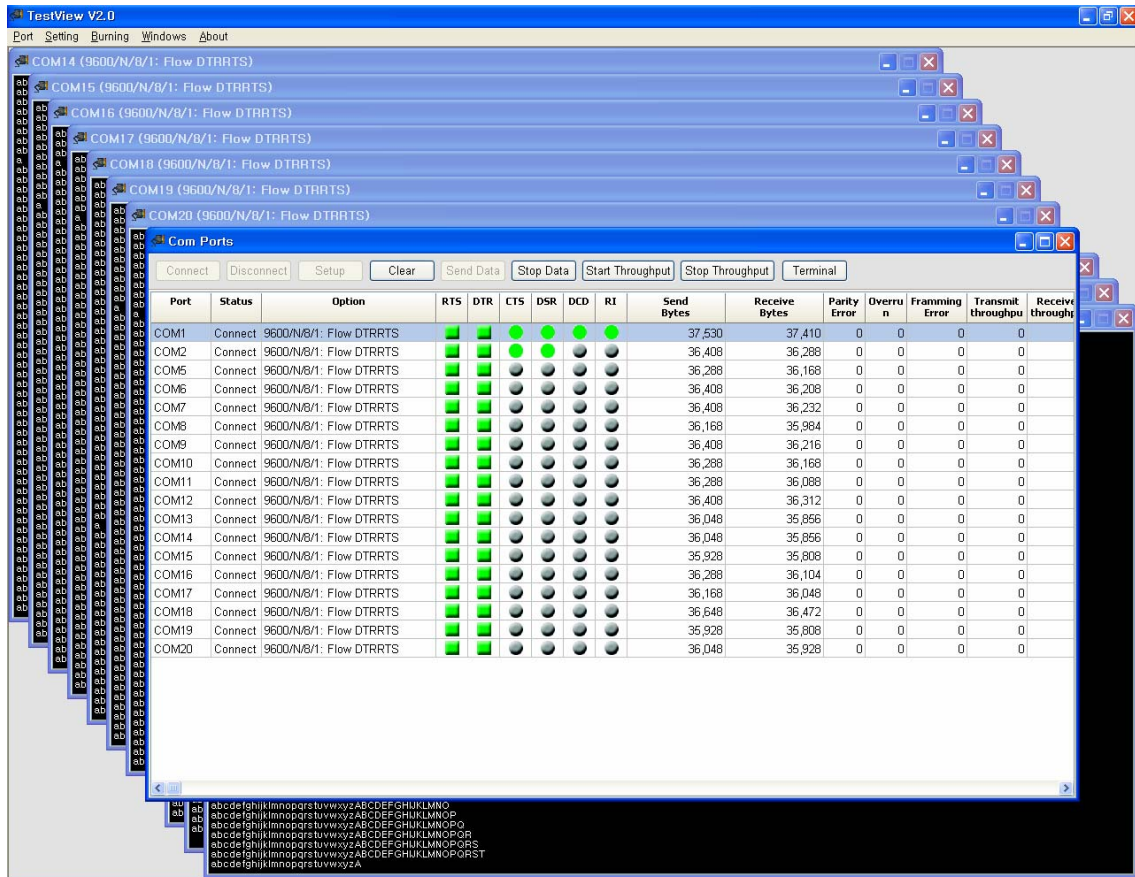 TestView V2.0
Port Setting Burning Windows About
COM14 (9600/N/8/1: Flow DTRRTS)
COM15 (9600/N/8/1: Flow DTRRTS)
COM16 (9600/N/8/1: Flow DTRRTS)
COM17 (9600/N/8/1: Flow DTRRTS)
COM18 (9600/N/8/1: Flow DTRRTS)
COM19 (9600/N/8/1: Flow DTRRTS)
COM20 (9600/N/8/1: Flow DTRRTS)
Com Ports
Connect Disconnect Setup Clear Send Data Stop Data Start Throughput Stop Throughput Terminal
Port Status Option RTS DTR CTS DSR DCD RI Send Receive Parity Overru Framming Transmit Receive
Bytes Bytes Error n Error throughpu throughp
COM1 Connect 9600/N/8/1: Flow DTRRTS 37,530 37,410 0 0 0 0
COM2 Connect 9600/N/8/1: Flow DTRRTS 36,408 36,288 0 0 0 0
COM5 Connect 9600/N/8/1: Flow DTRRTS 36,288 36,168 0 0 0 0
COM6 Connect 9600/N/8/1: Flow DTRRTS 36,408 36,208 0 0 0 0
COM7 Connect 9600/N/8/1: Flow DTRRTS 36,408 36,232 0 0 0 0
COM8 Connect 9600/N/8/1: Flow DTRRTS 36,168 35,984 0 0 0 0
COM9 Connect 9600/N/8/1: Flow DTRRTS 36,408 36,216 0 0 0 0
COM10 Connect 9600/N/8/1: Flow DTRRTS 36,288 36,168 0 0 0 0
COM11 Connect 9600/N/8/1: Flow DTRRTS 36,288 36,088 0 0 0 0
COM12 Connect 9600/N/8/1: Flow DTRRTS 36,408 36,312 0 0 0 0
COM13 Connect 9600/N/8/1: Flow DTRRTS 36,048 35,856 0 0 0 0
COM14 Connect 9600/N/8/1: Flow DTRRTS 36,048 35,856 0 0 0 0
COM15 Connect 9600/N/8/1: Flow DTRRTS 35,928 35,808 0 0 0 0
COM16 Connect 9600/N/8/1: Flow DTRRTS 36,288 36,104 0 0 0 0
COM17 Connect 9600/N/8/1: Flow DTRRTS 36,168 36,048 0 0 0 0
COM18 Connect 9600/N/8/1: Flow DTRRTS 36,648 36,472 0 0 0 0
COM19 Connect 9600/N/8/1: Flow DTRRTS 35,928 35,808 0 0 0 0
COM20 Connect 9600/N/8/1: Flow DTRRTS 36,048 35,928 0 0 0 0
abcdefghijklmnopqrstuvwxyzABCDEFGHIJKLMNO
abcdefghijklmnopqrstuvwxyzABCDEFGHIJKLMNOP
abcdefghijklmnopqrstuvwxyzABCDEFGHIJKLMNOPQ
abcdefghijklmnopqrstuvwxyzABCDEFGHIJKLMNOPQR
abcdefghijklmnopqrstuvwxyzABCDEFGHIJKLMNOPQRS
abcdefghijklmnopqrstuvwxyzABCDEFGHIJKLMNOPQRST
abcdefghijklmnopqrstuvwxyzA